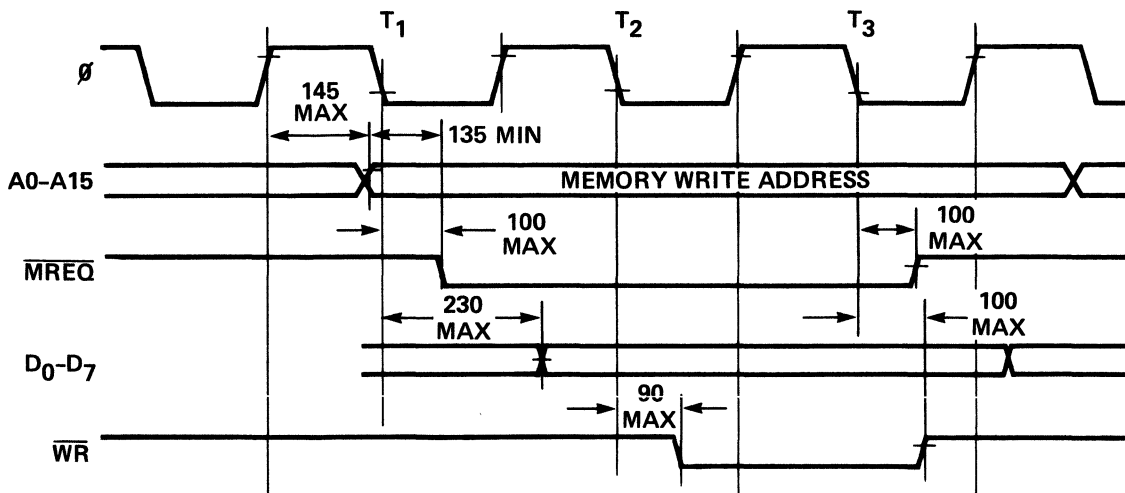 T1 T2 T3
ø
145
MAX
135 MIN
A0–A15
MEMORY WRITE ADDRESS
100
MAX
100
MAX
MREQ
230
MAX
100
MAX
D0–D7
90
MAX
WR